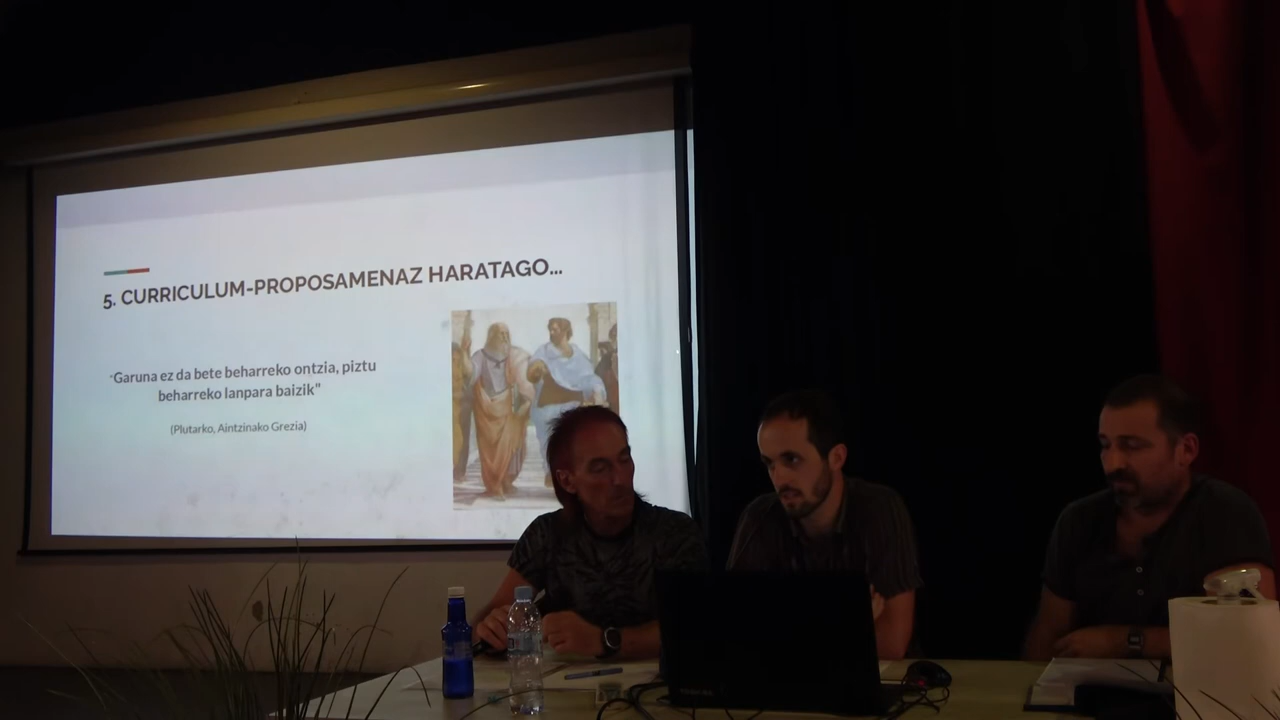 5. CURRICULUM-PROPOSAMENAZ HARATAGO...
"Garuna ez da bete beharreko ontzia, piztu
beharreko lanpara baizik"
(Plutarko, Aintzinako Grezia)